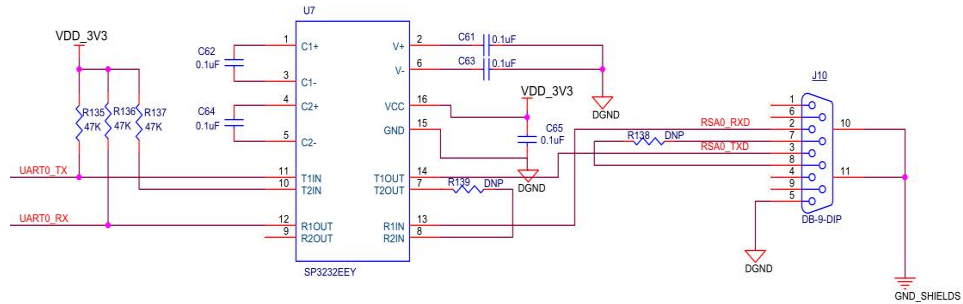 U7
VDD_3V3
C62
0.1uF
1
C1+
3
C1-
C64
0.1uF
4
C2+
5
C2-
R135
47K
R136
47K
R137
47K
UART0_TX
11
T1IN
10
T2IN
UART0_RX
12
R1OUT
9
R2OUT
V+
2
C61
0.1uF
V-
6
C63
0.1uF
DGND
VCC
16
VDD_3V3
GND
15
C65
0.1uF
DGND
T1OUT
14
T2OUT
7
R139
DNP
R1IN
13
R2IN
8
SP3232EEY
J10
1
6
2
7
3
8
4
9
5
10
11
RSA0_RXD
R138
DNP
RSA0_TXD
DB-9-DIP
DGND
GND_SHIELDS